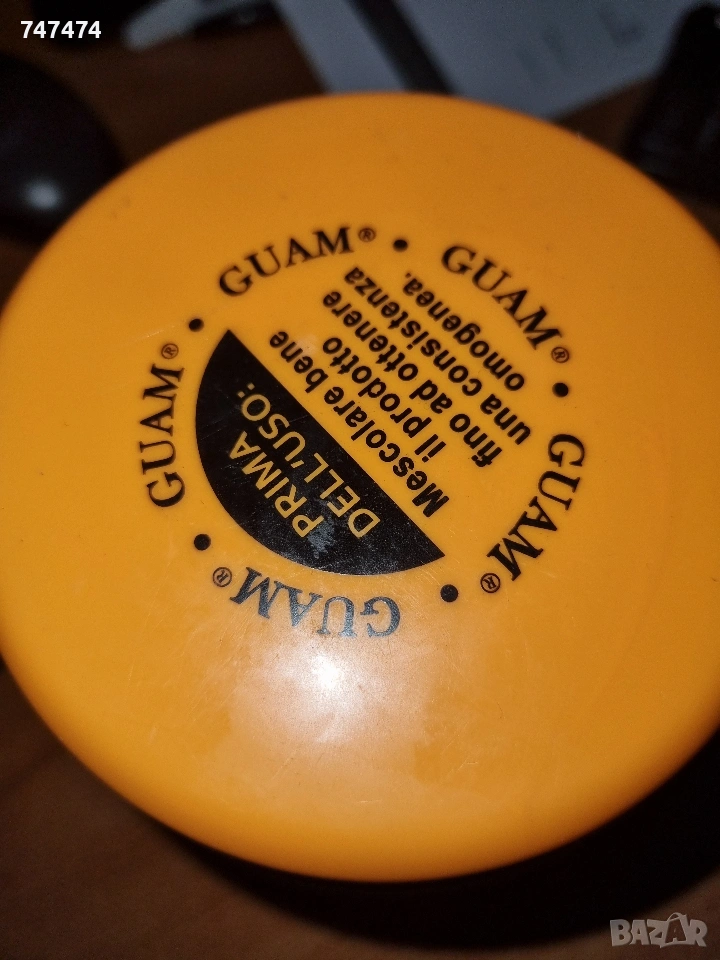 747474
GUAM® • GUAM® • GUAM® • GUAM® • GUAM® •
PRIMA
DELL'USO:
Mescolare bene
il prodotto
fino ad ottenere
una consistenza
omogenea.
BAZAR